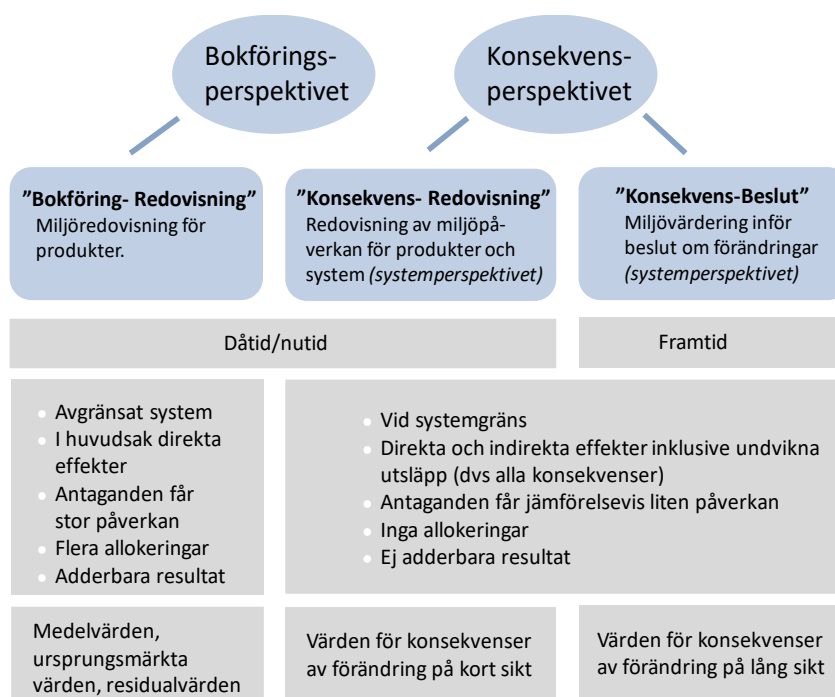 Bokförings-
perspektivet
Konsekvens-
perspektivet
”Bokföring- Redovisning”
Miljöredovisning för
produkter.
”Konsekvens- Redovisning”
Redovisning av miljöpå-
verkan för produkter och
system (systemperspektivet)
”Konsekvens-Beslut”
Miljövärdering inför
beslut om förändringar
(systemperspektivet)
Dåtid/nutid
Framtid
Avgränsat system
I huvudsak direkta
effekter
Antaganden får
stor påverkan
Flera allokeringar
Adderbara resultat
Vid systemgräns
Direkta och indirekta effekter inklusive undvikna
utsläpp (dvs alla konsekvenser)
Antaganden får jämförelsevis liten påverkan
Inga allokeringar
Ej adderbara resultat
Medelvärden,
ursprungsmärkta
värden, residualvärden
Värden för konsekvenser
av förändring på kort sikt
Värden för konsekvenser
av förändring på lång sikt